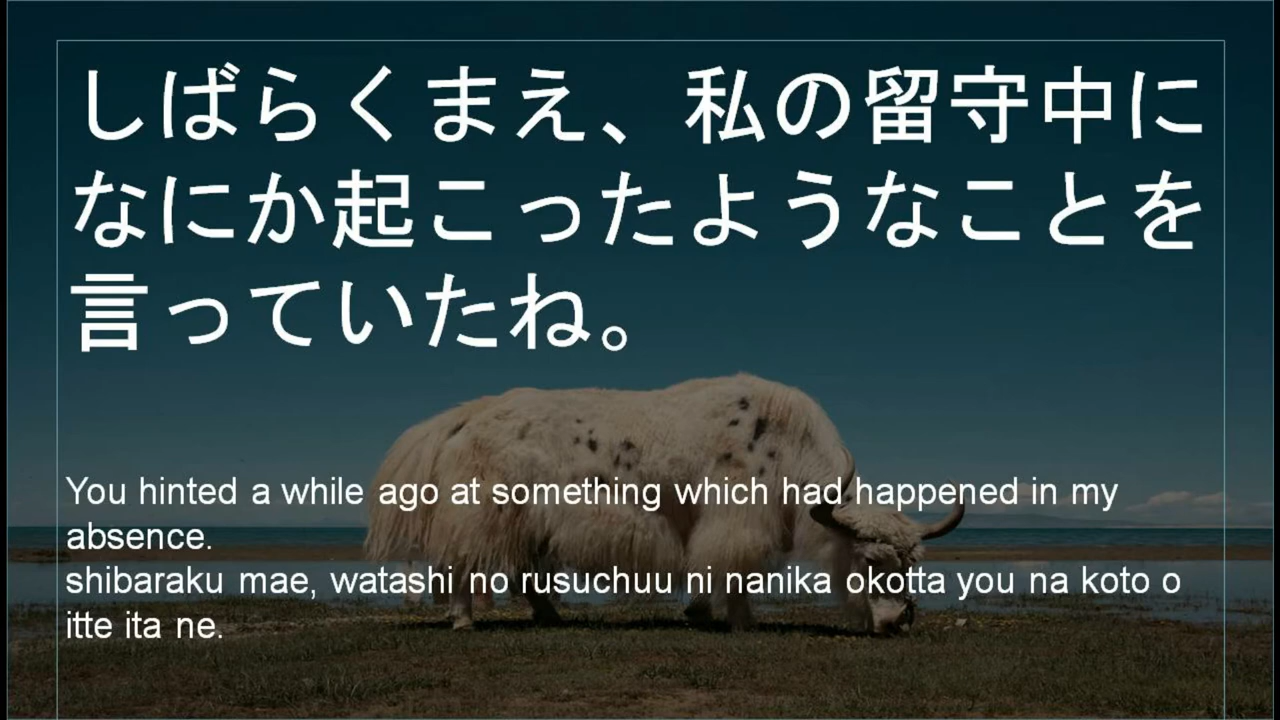 しばらくまえ、私の留守中に
なにか起こったようなことを
言っていたね。
You hinted a while ago at something which had happened in my
absence.
shibaraku mae, watashi no rusuchuu ni nanika okotta you na koto o
itte ita ne.